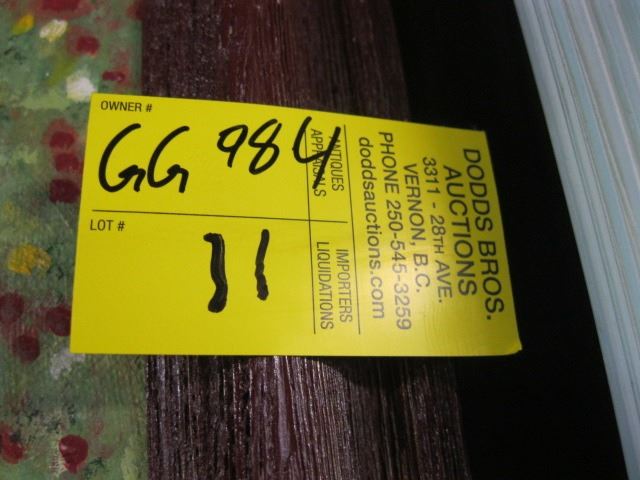 OWNER #
GG 984
LOT #
11
ANTIQUES
APPRAISALS
IMPORTERS
LIQUIDATIONS
DODDS BROS.
AUCTIONS
3311 - 28TH AVE.
VERNON, B.C.
PHONE 250-545-3259
doddsauctions.com